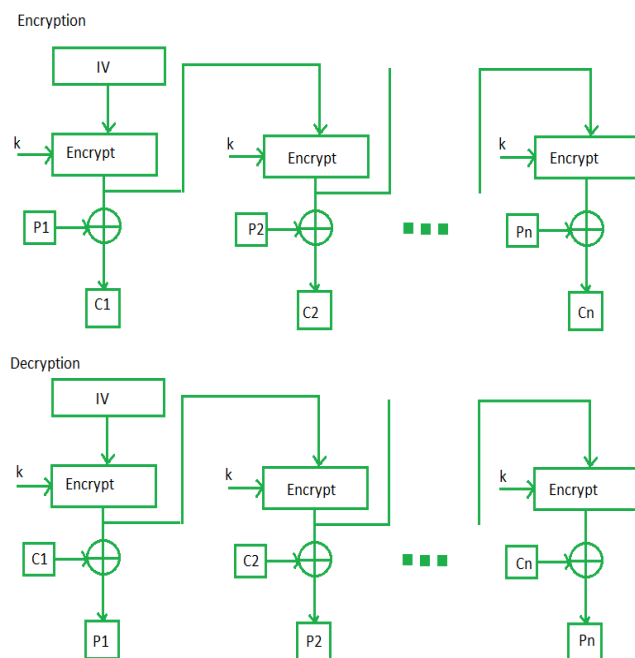 Encryption
IV
k
Encrypt
k
Encrypt
k
Encrypt
P1
P2
Pn
C1
C2
Cn
Decryption
IV
k
Encrypt
k
Encrypt
k
Encrypt
C1
C2
Cn
P1
P2
Pn